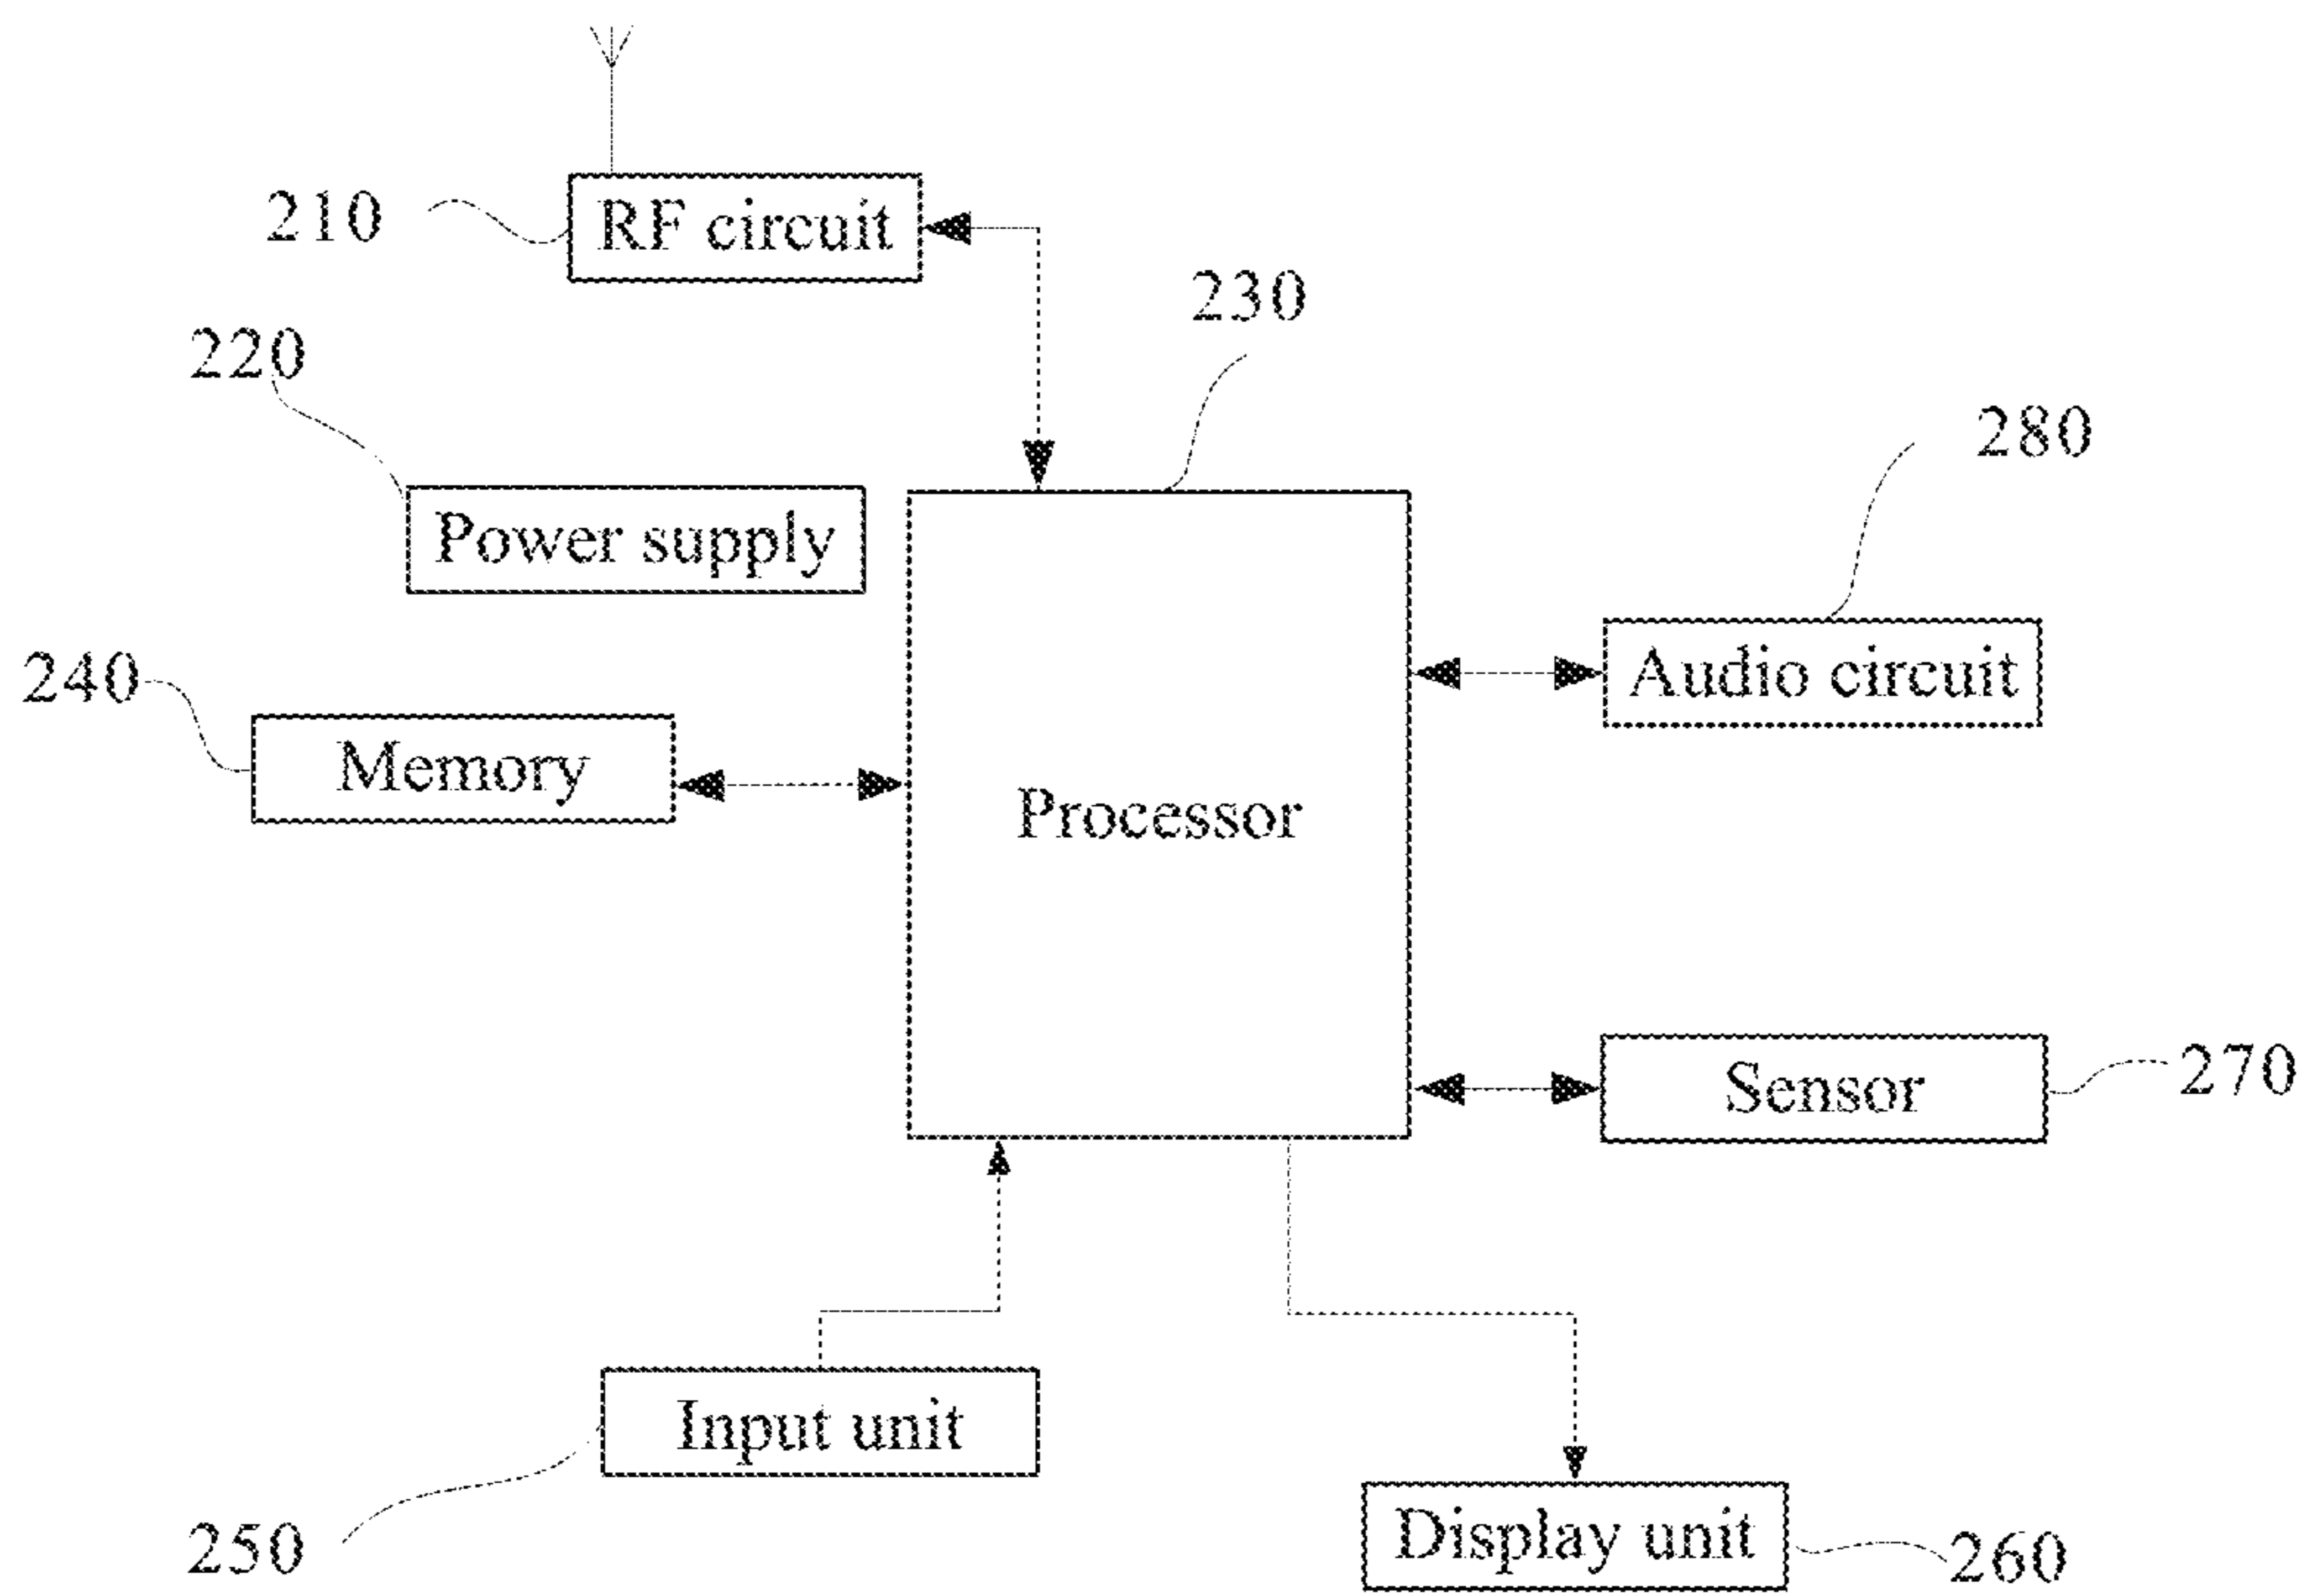 210
RF circuit
230
220
280
Power supply
Audio circuit
240
Memory
Processor
Sensor
270
Input unit
250
Display unit
260